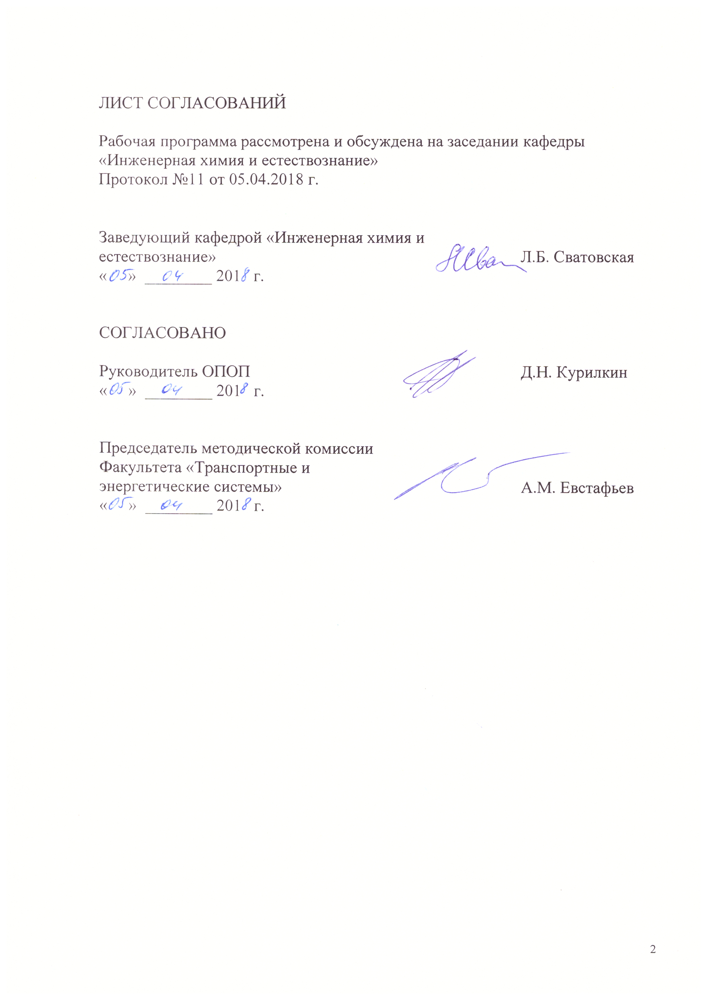 ЛИСТ СОГЛАСОВАНИЙ
Рабочая программа рассмотрена и обсуждена на заседании кафедры
«Инженерная химия и естествознание»
Протокол №11 от 05.04.2018 г.
Заведующий кафедрой «Инженерная химия и
естествознание» Л.Б. Сватовская
«05» 04 2018 г.
СОГЛАСОВАНО
Руководитель ОПОП Д.Н. Курилкин
«05» 04 2018 г.
Председатель методической комиссии
Факультета «Транспортные и
энергетические системы» А.М. Евстафьев
«05» 04 2018 г.
2